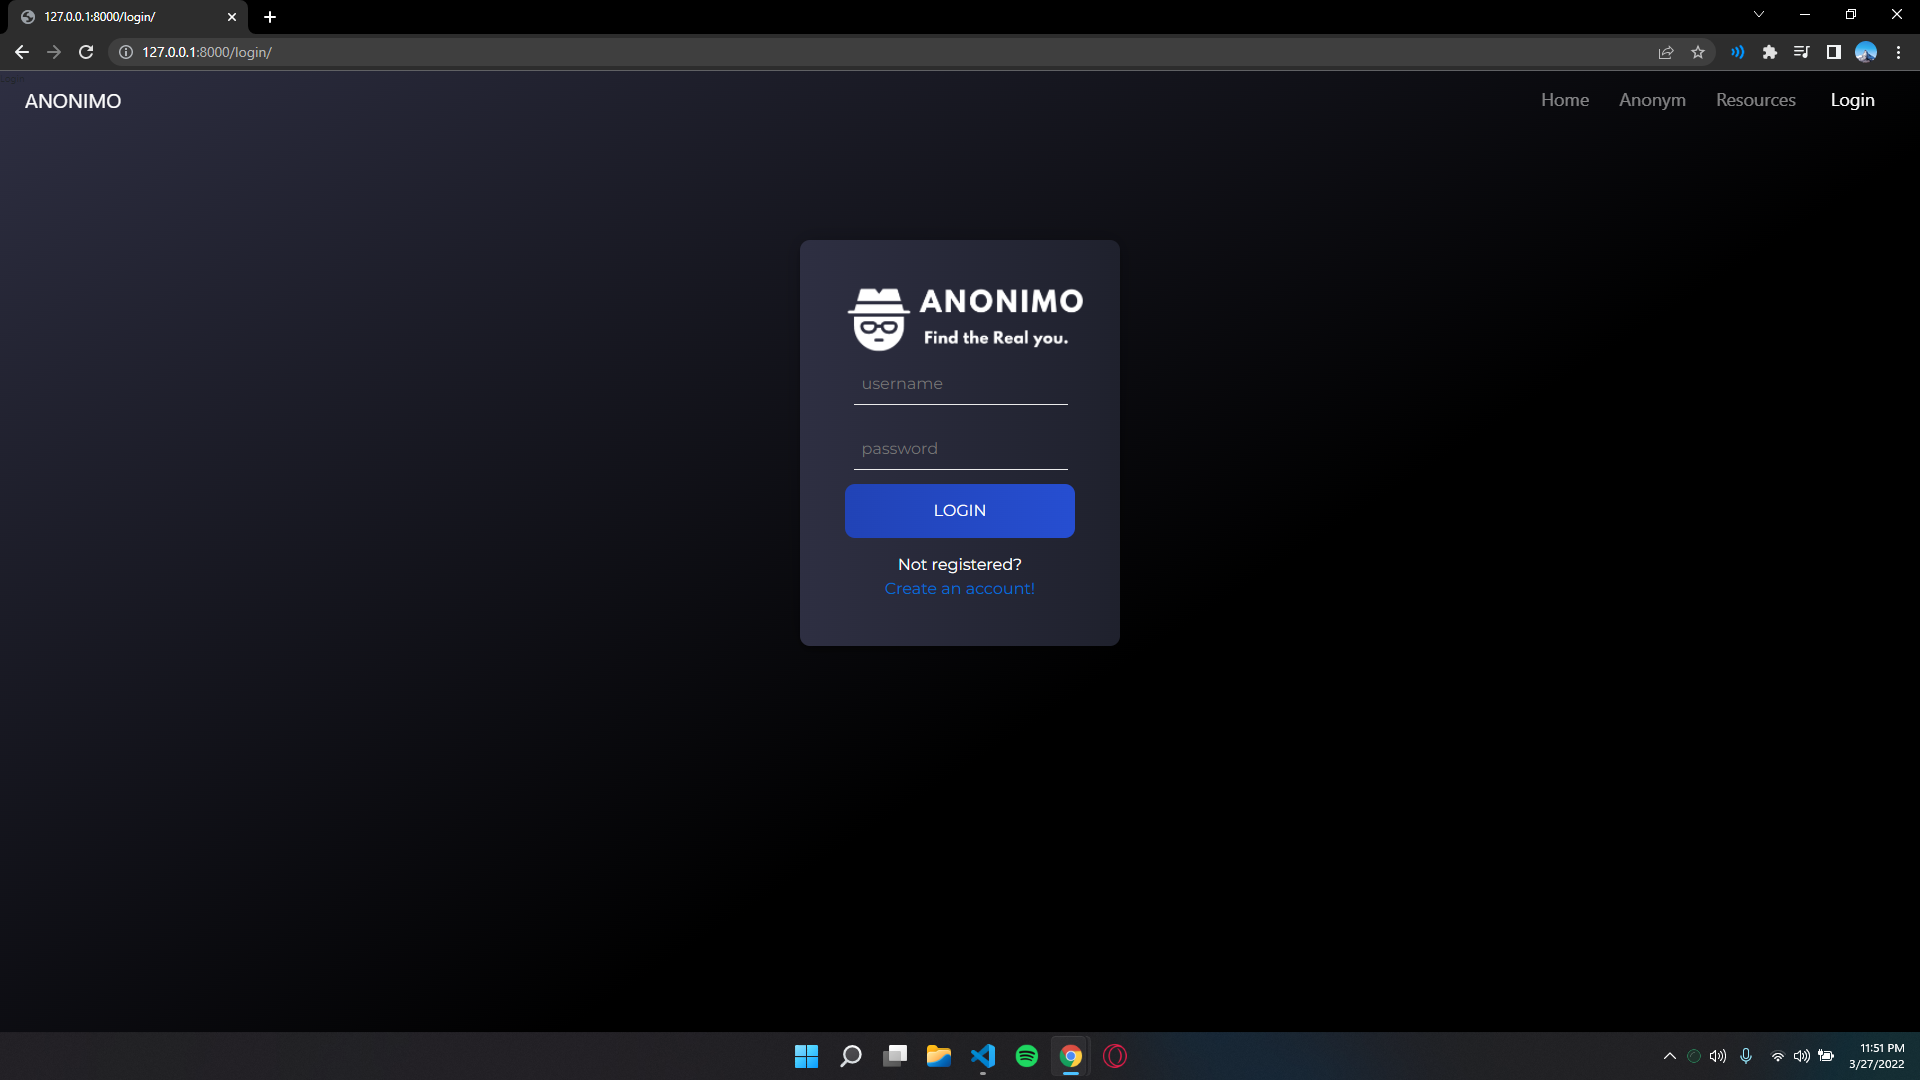 127.0.0.1:8000/login/
127.0.0.1:8000/login/
ANONIMO
Home Anonym Resources Login
ANONIMO
Find the Real you.
username
password
LOGIN
Not registered?
Create an account!
11:51 PM
3/27/2022